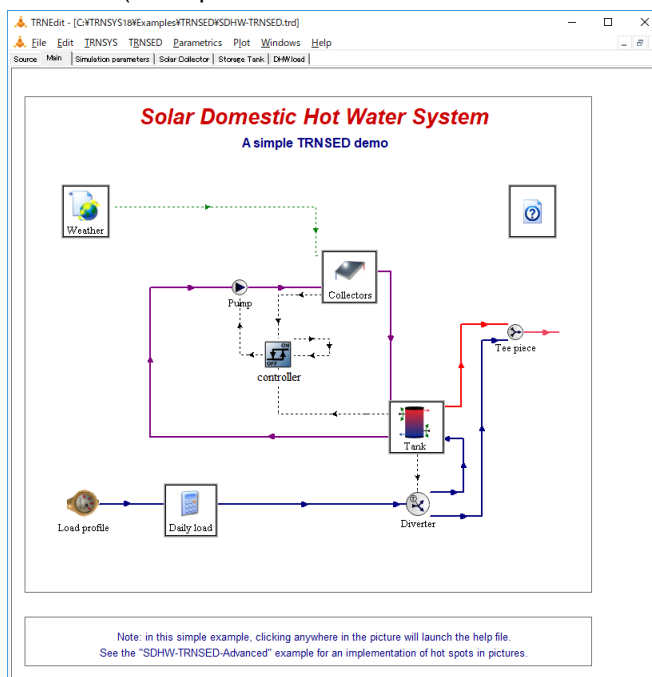 TRNEdit - [C:¥TRNSYS18¥Examples¥TRNSED¥SDHW-TRNSED.trd]
File Edit TRNSYS TRNSED Parametrics Plot Windows Help
Source Main Simulation parameters Solar Collector Storage Tank DHW load
Solar Domestic Hot Water System
A simple TRNSED demo
Weather
Collectors
Pump
Tee piece
ON
OFF
controller
Tank
Load profile
Daily load
Diverter
Note: in this simple example, clicking anywhere in the picture will launch the help file.
See the "SDHW-TRNSED-Advanced" example for an implementation of hot spots in pictures.